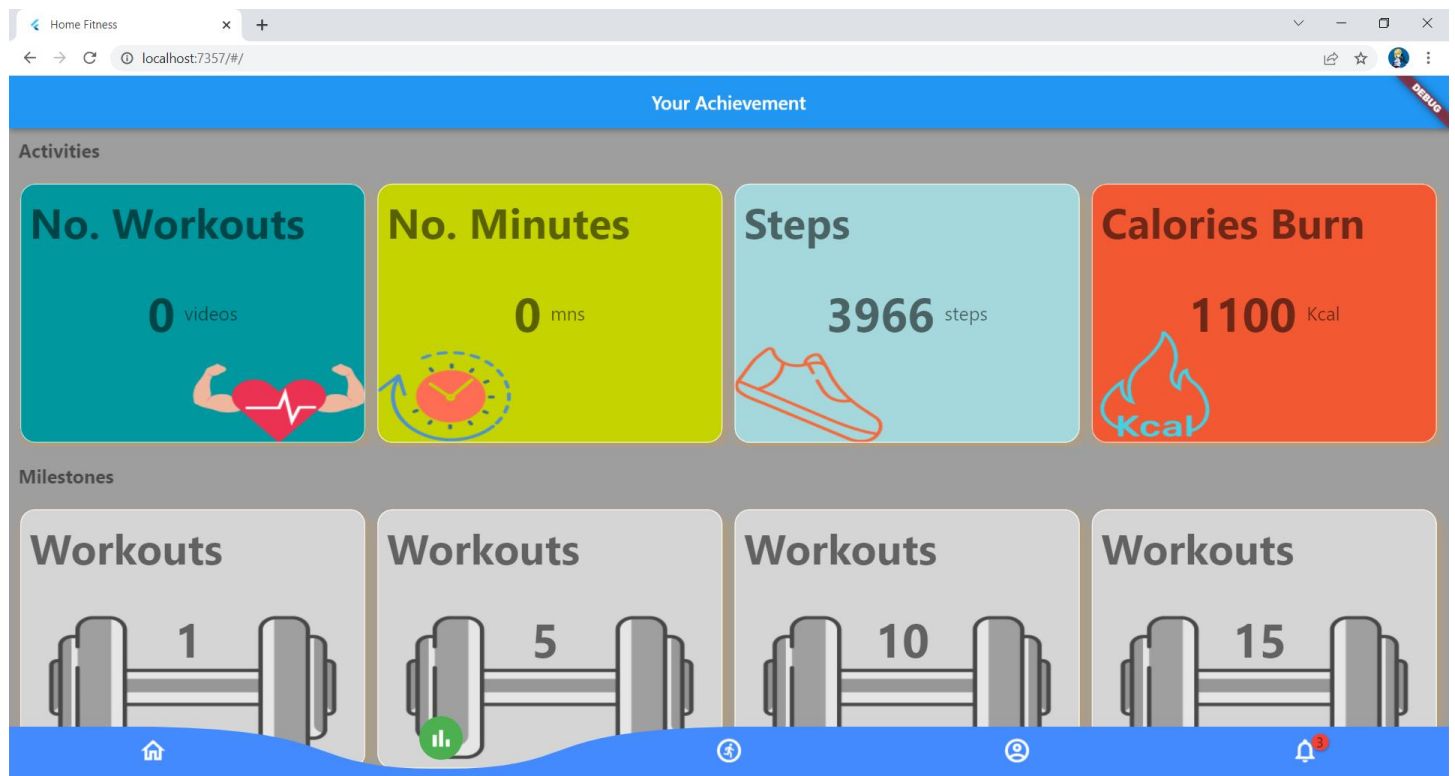 Home Fitness
localhost:7357/#/
Your Achievement
DEBUG
Activities
No. Workouts
0 videos
No. Minutes
0 mns
Steps
3966 steps
Calories Burn
1100 Kcal
Kcal
Milestones
Workouts
1
Workouts
5
Workouts
10
Workouts
15
3